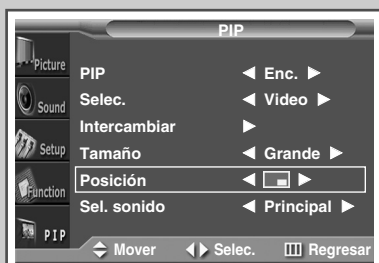 PIP
Picture
Sound
Setup
Function
PIP
PIP Enc.
Selec. Video
Intercambiar
Tamaño Grande
Posición
Sel. sonido Principal
Mover Selec. Regresar